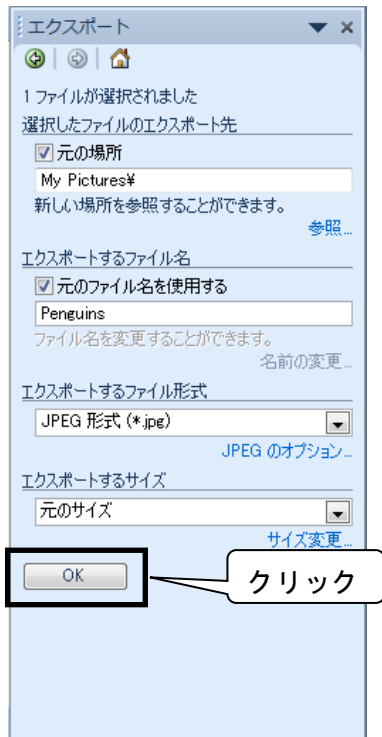 エクスポート
1 ファイルが選択されました
選択したファイルのエクスポート先
元の場所
My Pictures¥
新しい場所を参照することができます。
参照...
エクスポートするファイル名
元のファイル名を使用する
Penguins
ファイル名を変更することができます。
名前の変更...
エクスポートするファイル形式
JPEG 形式 (*.jpg)
JPEG のオプション...
エクスポートするサイズ
元のサイズ
サイズ変更...
OK
クリック